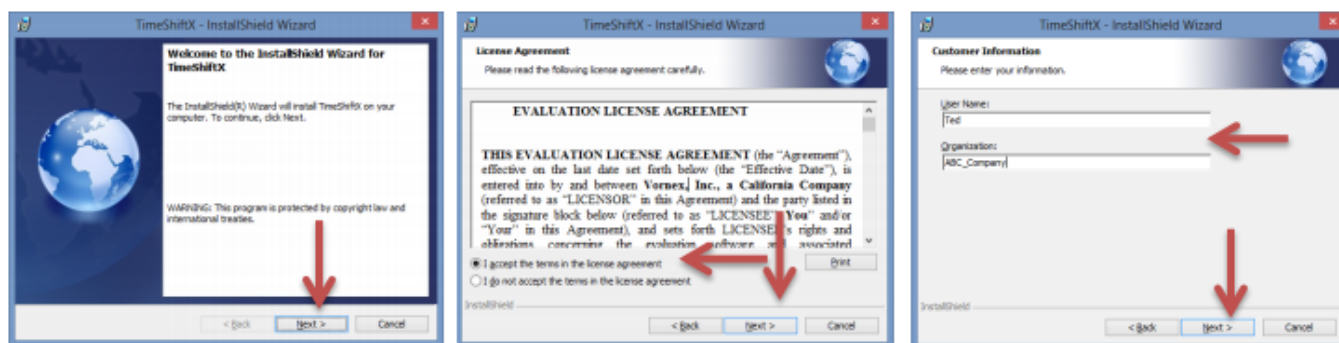 TimeShiftX - InstallShield Wizard
Welcome to the InstallShield Wizard for
TimeShiftX
The InstallShield(R) Wizard will install TimeShiftX on your
computer. To continue, click Next.
WARNING: This program is protected by copyright law and
international treaties.
< Back
Next >
Cancel
TimeShiftX - InstallShield Wizard
License Agreement
Please read the following license agreement carefully.
EVALUATION LICENSE AGREEMENT
THIS EVALUATION LICENSE AGREEMENT (the “Agreement”),
effective on the last date set forth below (the “Effective Date”), is
entered into by and between Vornex, Inc., a California Company
(referred to as “LICENSOR” in this Agreement) and the party listed in
the signature block below (referred to as “LICENSEE” “You” and/or
“Your” in this Agreement), and sets forth LICENSEE's rights and
obligations concerning the evaluation software and associated
I accept the terms in the license agreement
Print
I do not accept the terms in the license agreement
InstallShield
< Back
Next >
Cancel
TimeShiftX - InstallShield Wizard
Customer Information
Please enter your information.
User Name:
Ted
Organization:
ABC_Company
InstallShield
< Back
Next >
Cancel